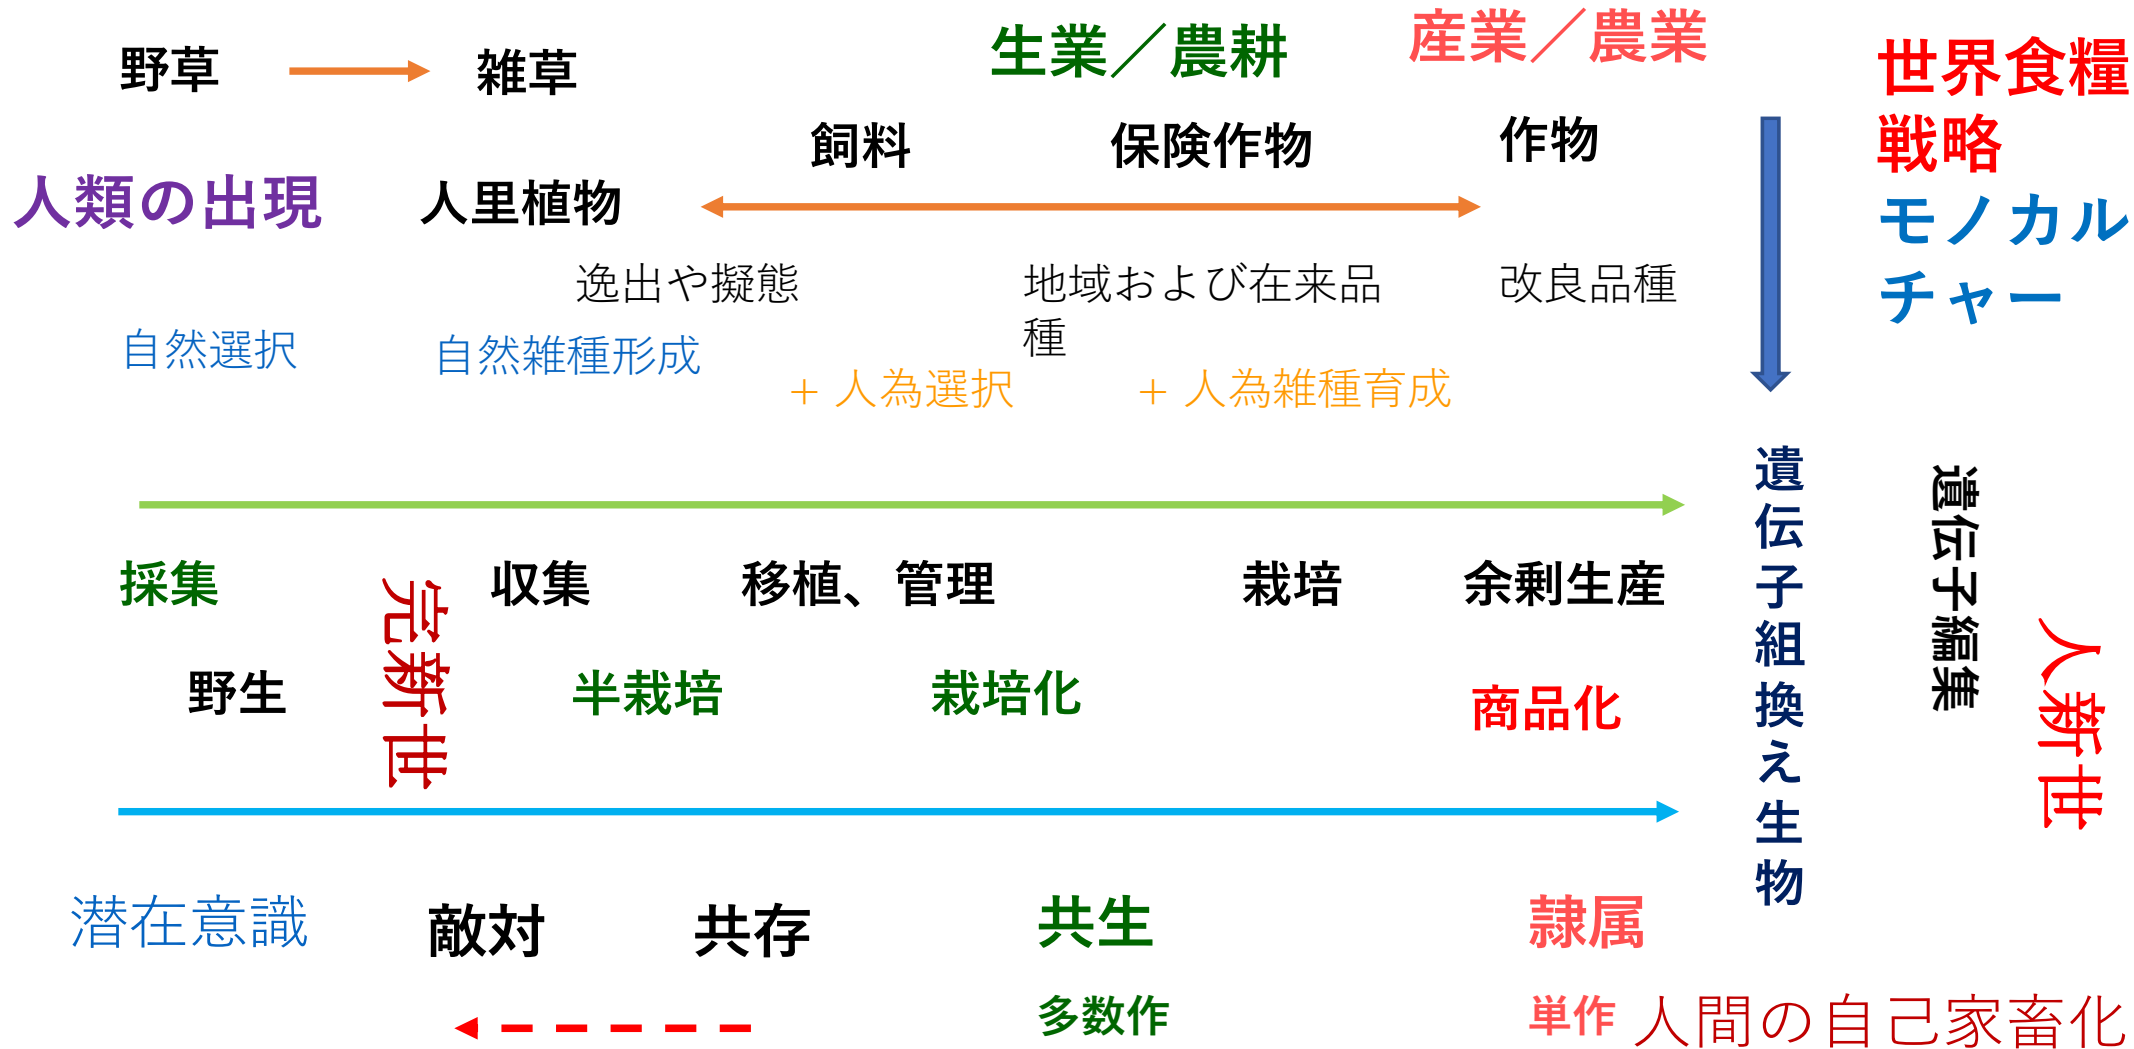 生業／農耕
産業／農業
野草
雑草
世界食糧
戦略
モノカル
チャー
飼料
保険作物
作物
人類の出現
人里植物
逸出や擬態
地域および在来品
種
改良品種
自然選択
自然雑種形成
+ 人為選択
+ 人為雑種育成
遺伝子組換え生物
遺伝子編集
人新世
採集
完新世
収集
移植、管理
栽培
余剰生産
野生
半栽培
栽培化
商品化
潜在意識
敵対
共存
共生
隷属
多数作
単作
人間の自己家畜化